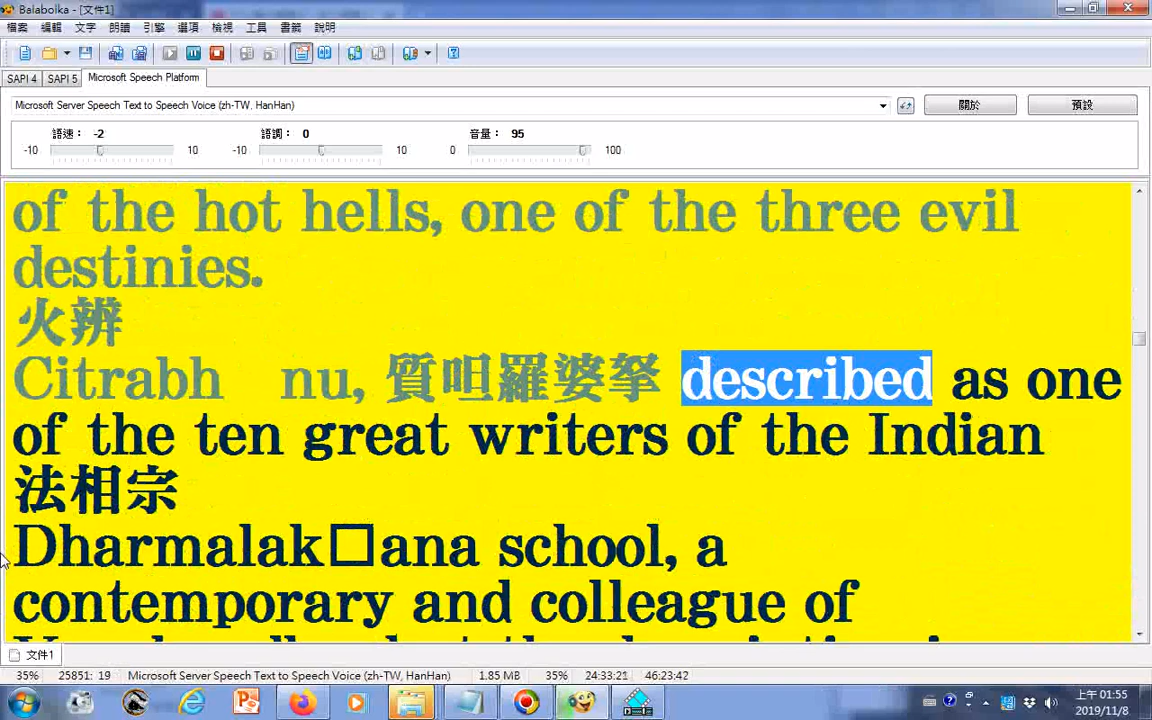 Balabolka - [文件1]
檔案 編輯 文字 朗讀 引擎 選項 檢視 工具 書籤 說明
SAPI 4 SAPI 5 Microsoft Speech Platform
Microsoft Server Speech Text to Speech Voice (zh-TW, HanHan) 關於 預設
語速： -2 語調： 0 音量： 95
-10 10 -10 10 0 100
of the hot hells, one of the three evil
destinies.
火辨
Citrabh nu, 質呾羅婆拏 described as one
of the ten great writers of the Indian
法相宗
Dharmalak□ana school, a
contemporary and colleague of
文件1
35% 25851: 19 Microsoft Server Speech Text to Speech Voice (zh-TW, HanHan) 1.85 MB 35% 24:33:21 46:23:42
上午 01:55
2019/11/8